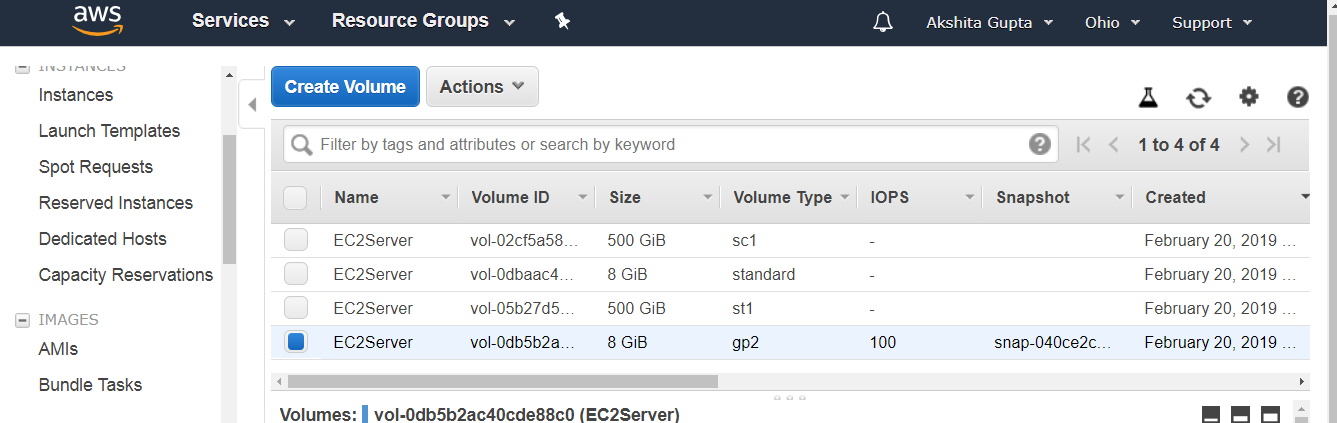 aws Services Resource Groups Akshita Gupta Ohio Support
INSTANCES
Instances
Launch Templates
Spot Requests
Reserved Instances
Dedicated Hosts
Capacity Reservations
IMAGES
AMIs
Bundle Tasks
Create Volume Actions
Filter by tags and attributes or search by keyword 1 to 4 of 4
Name Volume ID Size Volume Type IOPS Snapshot Created
EC2Server vol-02cf5a58... 500 GiB sc1 - February 20, 2019 ...
EC2Server vol-0dbaac4... 8 GiB standard - February 20, 2019 ...
EC2Server vol-05b27d5... 500 GiB st1 - February 20, 2019 ...
EC2Server vol-0db5b2a... 8 GiB gp2 100 snap-040ce2c... February 20, 2019 ...
Volumes: vol-0db5b2ac40cde88c0 (EC2Server)